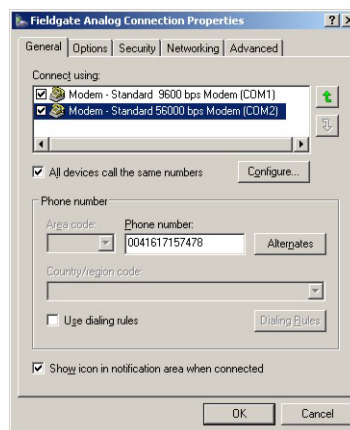 Fieldgate Analog Connection Properties
General Options Security Networking Advanced
Connect using:
Modem - Standard 9600 bps Modem (COM1)
Modem - Standard 56000 bps Modem (COM2)
All devices call the same numbers
Configure...
Phone number
Area code: Phone number:
0041617157478 Alternates
Country/region code:
Use dialing rules Dialing Rules
Show icon in notification area when connected
OK Cancel